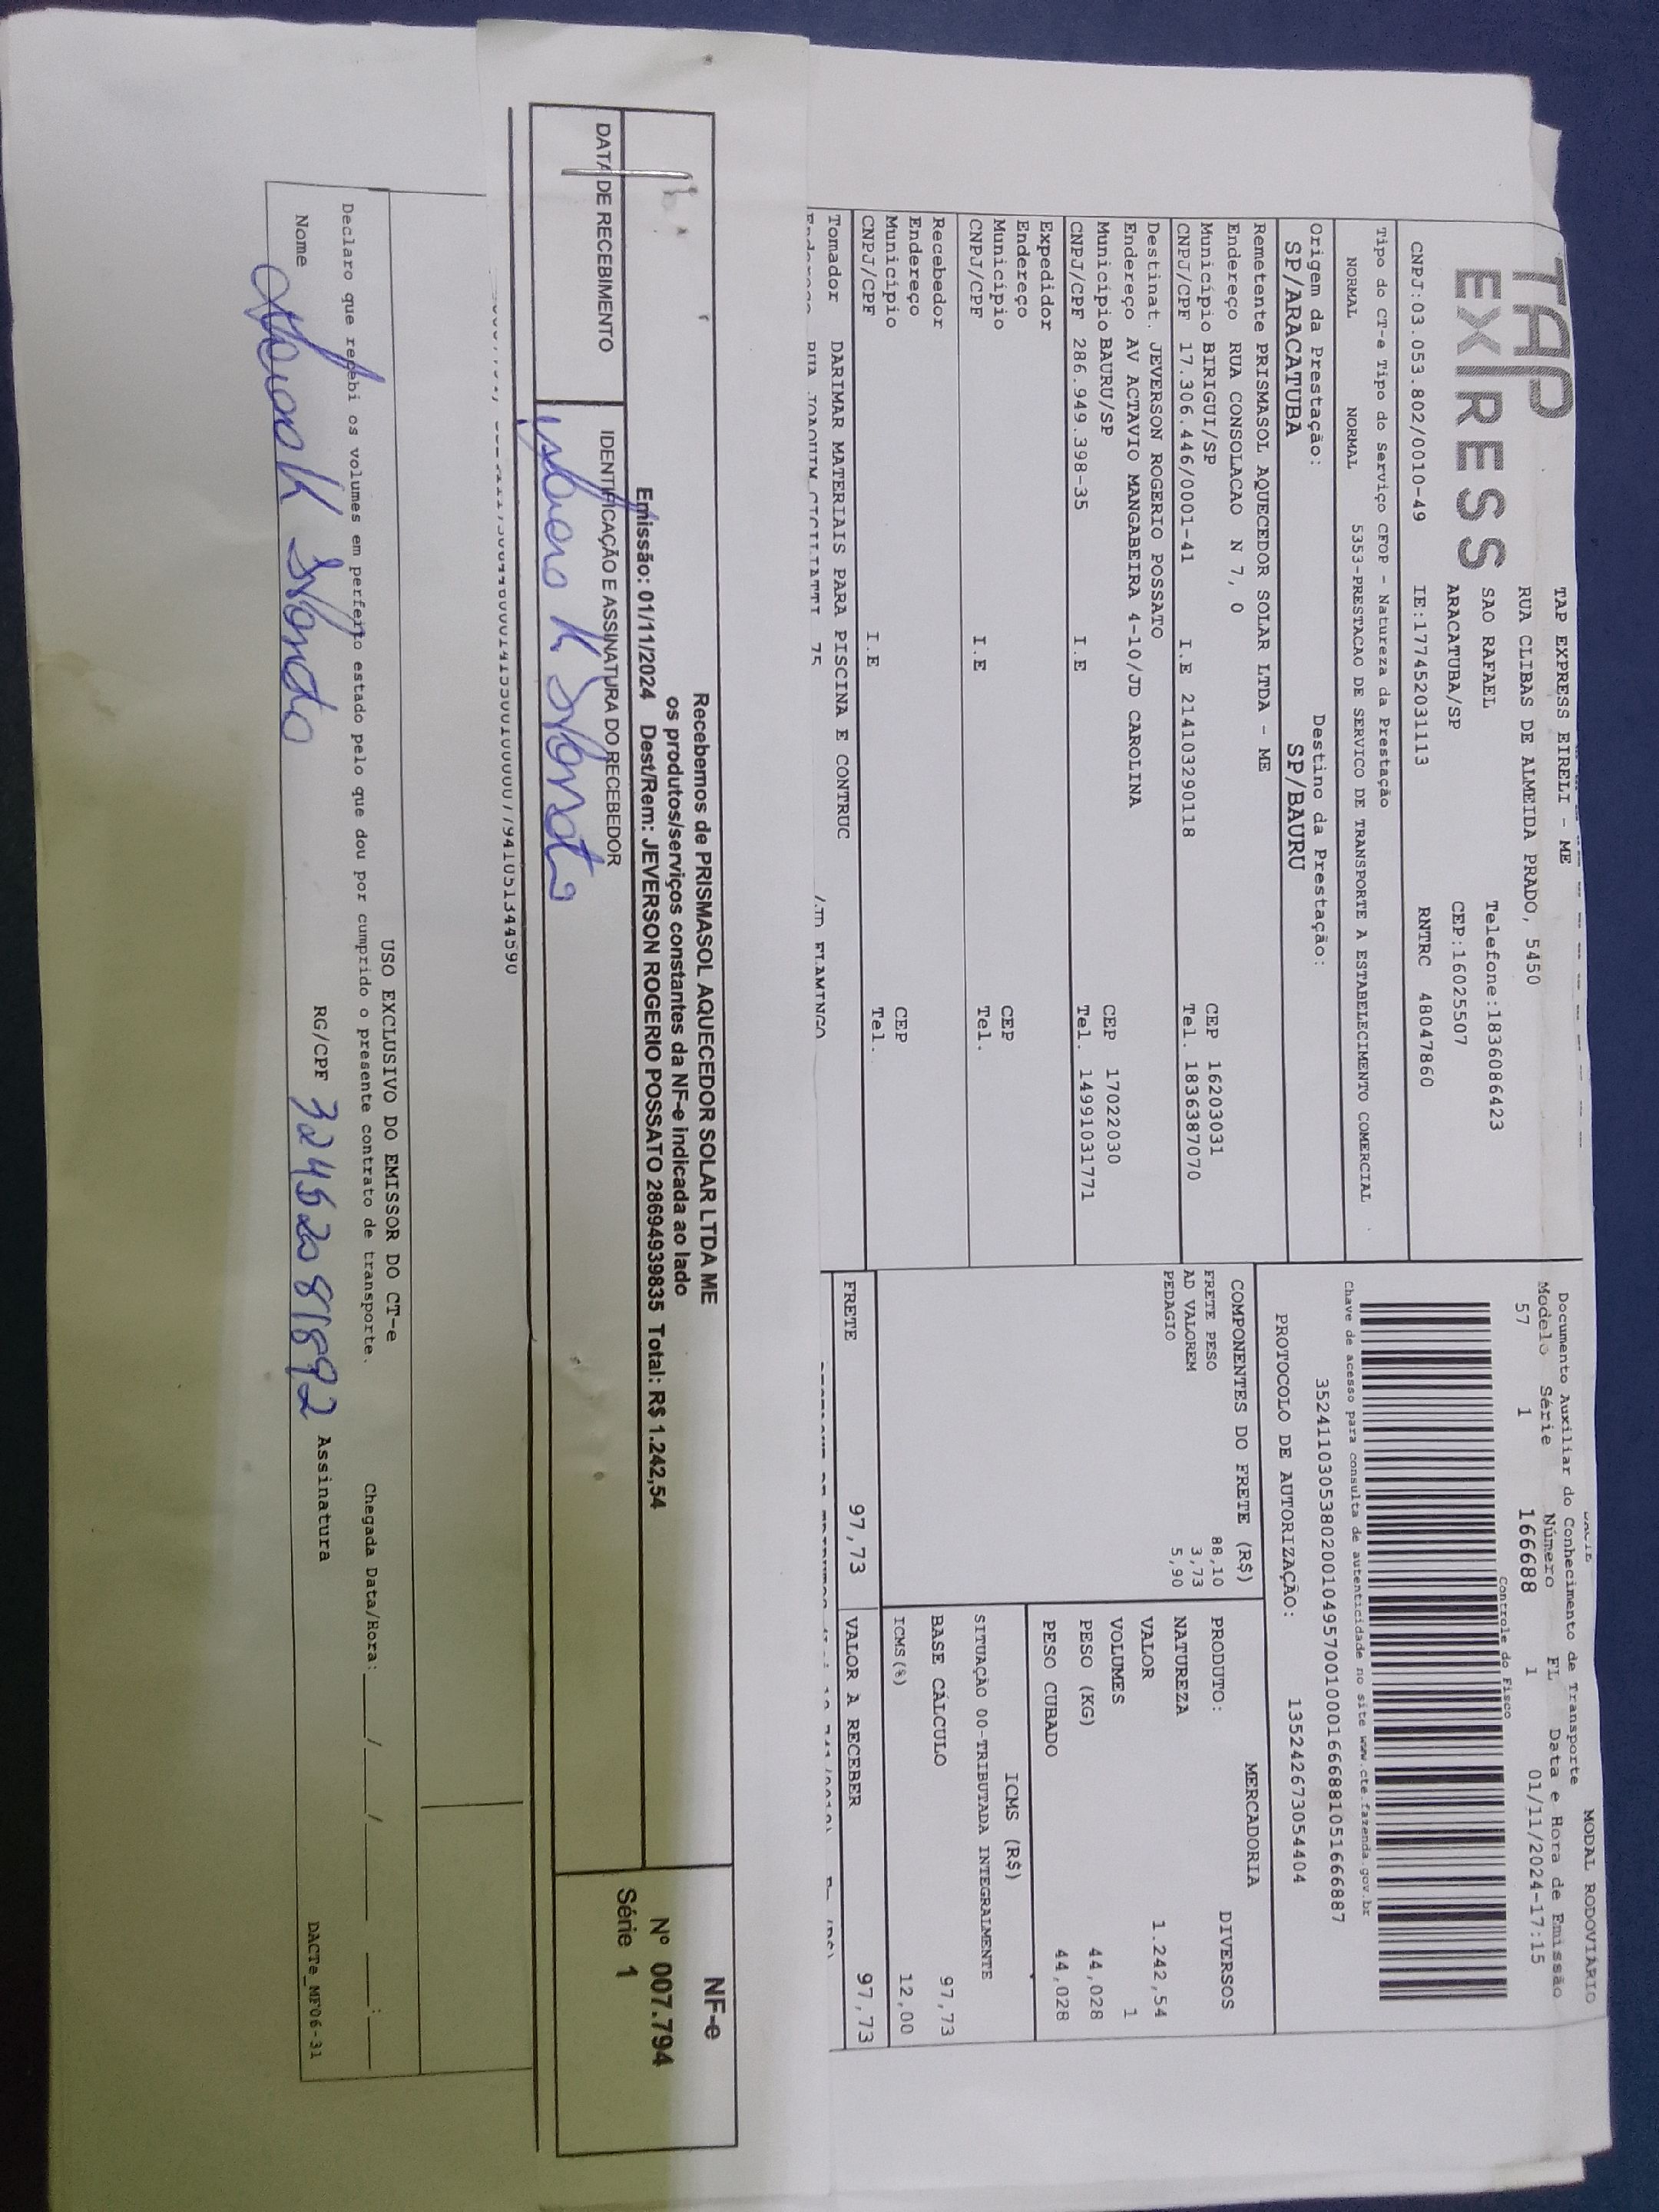 TAP
EXPRESS
TAP EXPRESS EIRELI - ME
RUA CLIBAS DE ALMEIDA PRADO, 5450
SAO RAFAEL Telefone:1836086423
ARACATUBA/SP CEP:16025507
CNPJ:03.053.802/0010-49 IE:177452031113 RNTRC 48047860
Tipo do CT-e Tipo do Serviço CFOP - Natureza da Prestação
NORMAL NORMAL 5353-PRESTACAO DE SERVICO DE TRANSPORTE A ESTABELECIMENTO COMERCIAL
Origem da Prestação: Destino da Prestação:
SP/ARACATUBA SP/BAURU
Remetente PRISMASOL AQUECEDOR SOLAR LTDA - ME
Endereço RUA CONSOLACAO N 7, 0
Município BIRIGUI/SP CEP 16203031
CNPJ/CPF 17.306.446/0001-41 I.E 214103290118 Tel. 1836387070
Destinat. JEVERSON ROGERIO POSSATO
Endereço AV ACTAVIO MANGABEIRA 4-10/JD CAROLINA
Município BAURU/SP CEP 17022030
CNPJ/CPF 286.949.398-35 I.E Tel. 14991031771
Expedidor
Endereço
Município CEP
CNPJ/CPF I.E Tel.
Recebedor
Endereço
Município CEP
CNPJ/CPF I.E Tel.
Tomador DARIMAR MATERIAIS PARA PISCINA E CONTRUC
MODAL RODOVIÁRIO
Documento Auxiliar do Conhecimento de Transporte
Modelo Série Número FL Data e Hora de Emissão
57 1 166688 1 01/11/2024-17:15
Controle do Fisco
Chave de acesso para consulta de autenticidade no site www.cte.fazenda.gov.br
35241103053802001049570010001666881051666887
PROTOCOLO DE AUTORIZAÇÃO: 135242673054404
COMPONENTES DO FRETE (R$)
FRETE PESO 88,10
AD VALOREM 3,73
PEDAGIO 5,90
MERCADORIA
PRODUTO: DIVERSOS
NATUREZA
VALOR 1.242,54
VOLUMES 1
PESO (KG) 44,028
PESO CUBADO 44,028
ICMS (R$)
SITUAÇÃO 00-TRIBUTADA INTEGRALMENTE
BASE CÁLCULO 97,73
ICMS(%) 12,00
FRETE 97,73 VALOR A RECEBER 97,73
Recebemos de PRISMASOL AQUECEDOR SOLAR LTDA ME
os produtos/serviços constantes da NF-e indicada ao lado
Emissão: 01/11/2024 Dest/Rem: JEVERSON ROGERIO POSSATO 28694939835 Total: R$ 1.242,54
DATA DE RECEBIMENTO
IDENTIFICAÇÃO E ASSINATURA DO RECEBEDOR
NF-e
Nº 007.794
Série 1
USO EXCLUSIVO DO EMISSOR DO CT-e
Declaro que recebi os volumes em perfeito estado pelo que dou por cumprido o presente contrato de transporte. Chegada Data/Hora: ___/___/___ ___:___
Nome RG/CPF Assinatura
DACTe_MF06-31